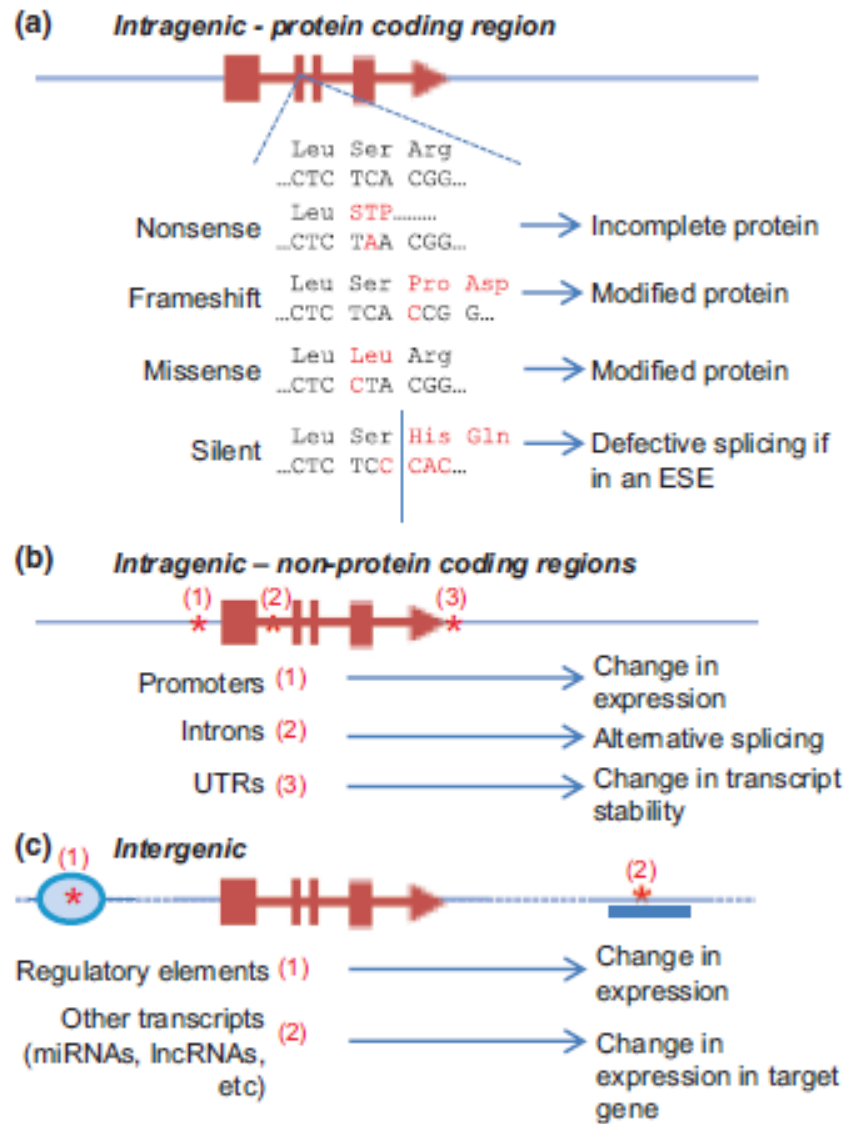 (a) Intragenic - protein coding region
Leu Ser Arg
...CTC TCA CGG...
Leu STP.........
Nonsense
...CTC TAA CGG...
Incomplete protein
Leu Ser Pro Asp
Frameshift
...CTC TCA CCG G...
Modified protein
Leu Leu Arg
Missense
...CTC CTA CGG...
Modified protein
Leu Ser His Gln
Silent
...CTC TCC CAC...
Defective splicing if
in an ESE
(b) Intragenic – non-protein coding regions
(1) (2) (3)
* * *
Promoters (1)
Change in
expression
Introns (2)
Alternative splicing
UTRs (3)
Change in transcript
stability
(c) Intergenic
(1) (2)
* *
Regulatory elements (1)
Change in
expression
Other transcripts
(miRNAs, lncRNAs,
etc)
(2)
Change in
expression in target
gene